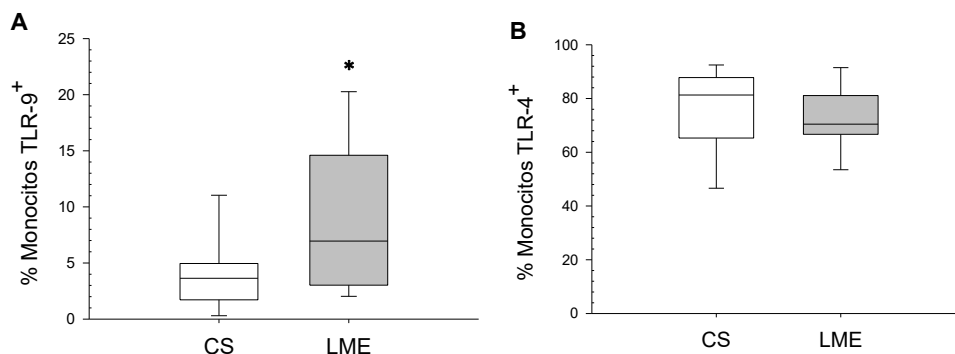 A
% Monocitos TLR-9+
25
20
15
10
5
0
*
CS LME
B
% Monocitos TLR-4+
100
80
60
40
20
0
CS LME